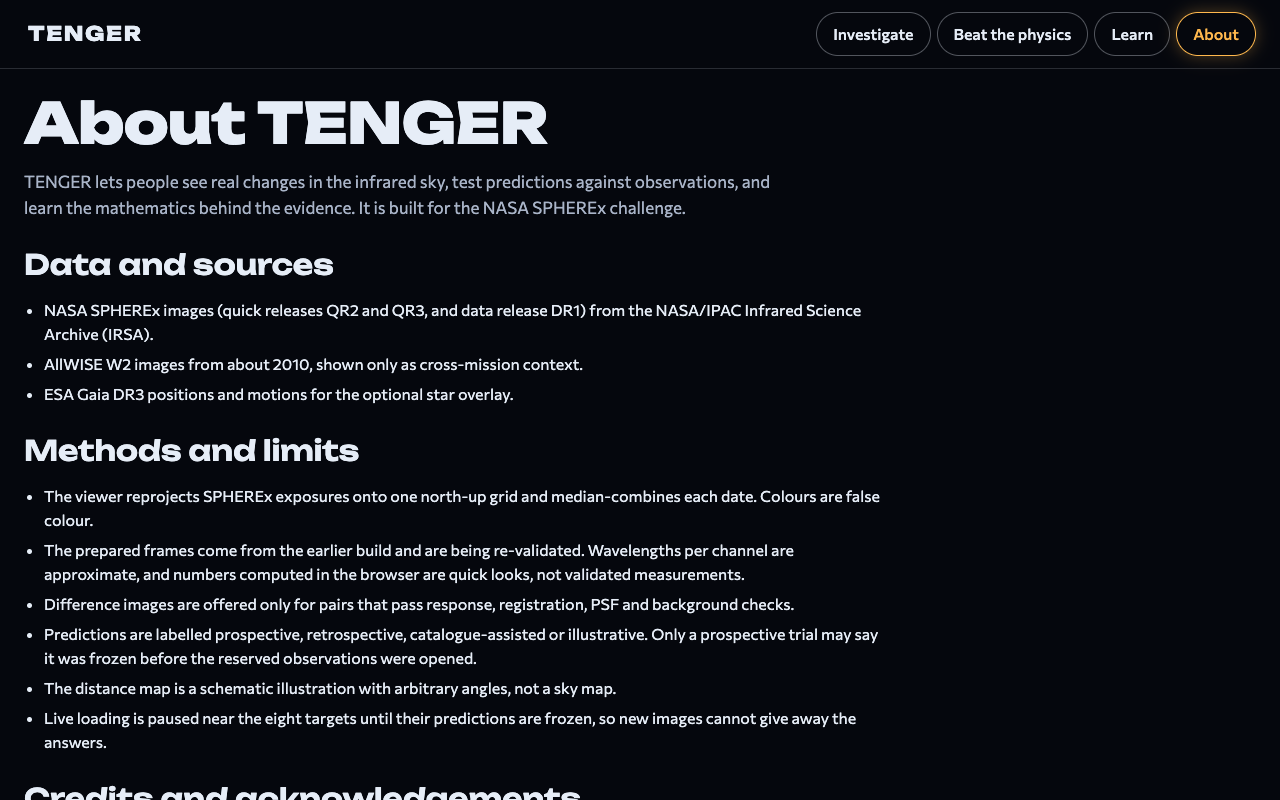 TENGER
Investigate
Beat the physics
Learn
About
About TENGER
TENGER lets people see real changes in the infrared sky, test predictions against observations, and
learn the mathematics behind the evidence. It is built for the NASA SPHEREx challenge.
Data and sources
• NASA SPHEREx images (quick releases QR2 and QR3, and data release DR1) from the NASA/IPAC Infrared Science
Archive (IRSA).
• AllWISE W2 images from about 2010, shown only as cross-mission context.
• ESA Gaia DR3 positions and motions for the optional star overlay.
Methods and limits
• The viewer reprojects SPHEREx exposures onto one north-up grid and median-combines each date. Colours are false
colour.
• The prepared frames come from the earlier build and are being re-validated. Wavelengths per channel are
approximate, and numbers computed in the browser are quick looks, not validated measurements.
• Difference images are offered only for pairs that pass response, registration, PSF and background checks.
• Predictions are labelled prospective, retrospective, catalogue-assisted or illustrative. Only a prospective trial may say
it was frozen before the reserved observations were opened.
• The distance map is a schematic illustration with arbitrary angles, not a sky map.
• Live loading is paused near the eight targets until their predictions are frozen, so new images cannot give away the
answers.
Credits and acknowledgements